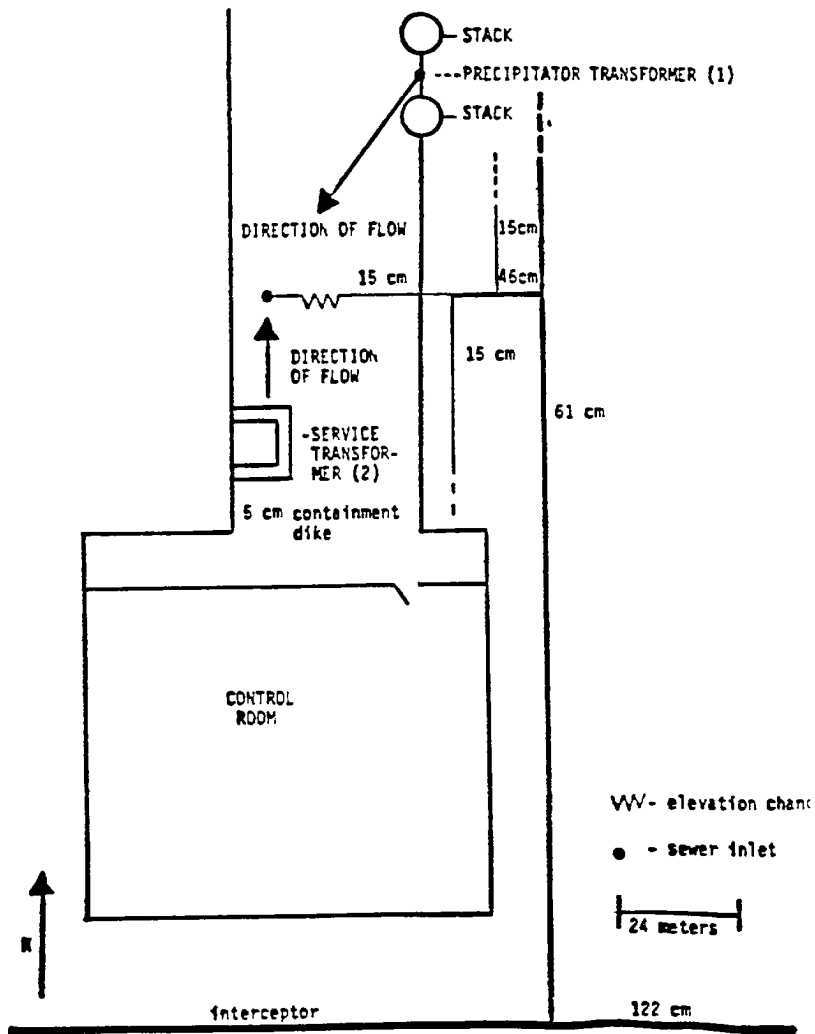 STACK
---PRECIPITATOR TRANSFORMER (1)
STACK
DIRECTION OF FLOW
15cm
15 cm
46cm
DIRECTION
OF FLOW
15 cm
61 cm
-SERVICE
TRANSFOR-
MER (2)
5 cm containment
dike
CONTROL
ROOM
- elevation chan
- sewer inlet
24 meters
N
interceptor
122 cm